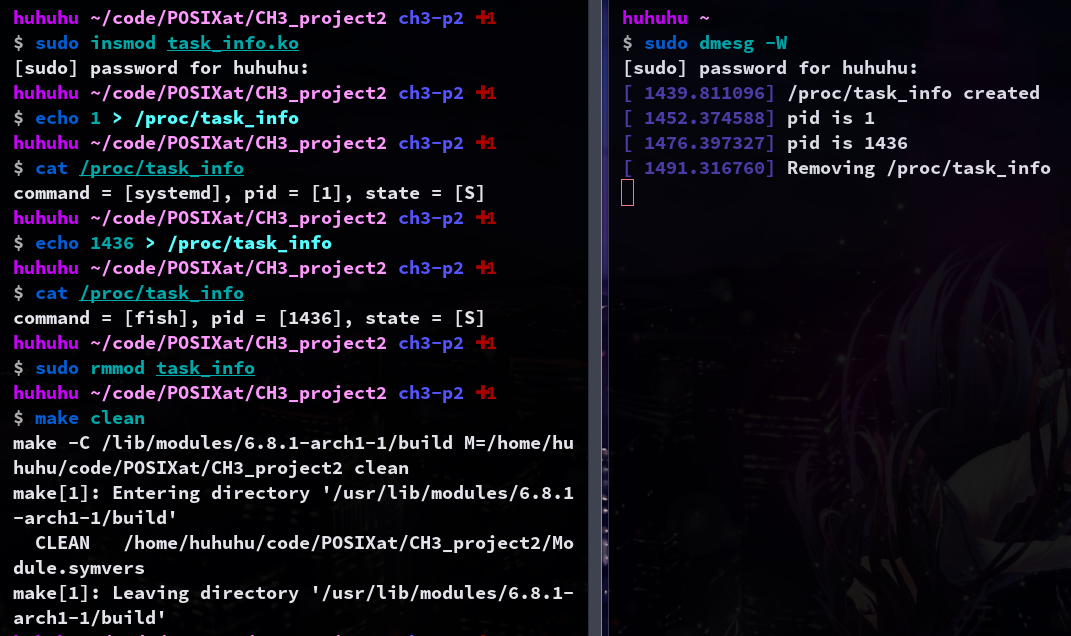 huhuhu ~/code/POSIXat/CH3_project2 ch3-p2 ✚1
$ sudo insmod task_info.ko
[sudo] password for huhuhu:
huhuhu ~/code/POSIXat/CH3_project2 ch3-p2 ✚1
$ echo 1 > /proc/task_info
huhuhu ~/code/POSIXat/CH3_project2 ch3-p2 ✚1
$ cat /proc/task_info
command = [systemd], pid = [1], state = [S]
huhuhu ~/code/POSIXat/CH3_project2 ch3-p2 ✚1
$ echo 1436 > /proc/task_info
huhuhu ~/code/POSIXat/CH3_project2 ch3-p2 ✚1
$ cat /proc/task_info
command = [fish], pid = [1436], state = [S]
huhuhu ~/code/POSIXat/CH3_project2 ch3-p2 ✚1
$ sudo rmmod task_info
huhuhu ~/code/POSIXat/CH3_project2 ch3-p2 ✚1
$ make clean
make -C /lib/modules/6.8.1-arch1-1/build M=/home/hu
huhu/code/POSIXat/CH3_project2 clean
make[1]: Entering directory '/usr/lib/modules/6.8.1
-arch1-1/build'
  CLEAN   /home/huhuhu/code/POSIXat/CH3_project2/Mo
dule.symvers
make[1]: Leaving directory '/usr/lib/modules/6.8.1-
arch1-1/build'
huhuhu ~
$ sudo dmesg -W
[sudo] password for huhuhu:
[ 1439.811096] /proc/task_info created
[ 1452.374588] pid is 1
[ 1476.397327] pid is 1436
[ 1491.316760] Removing /proc/task_info